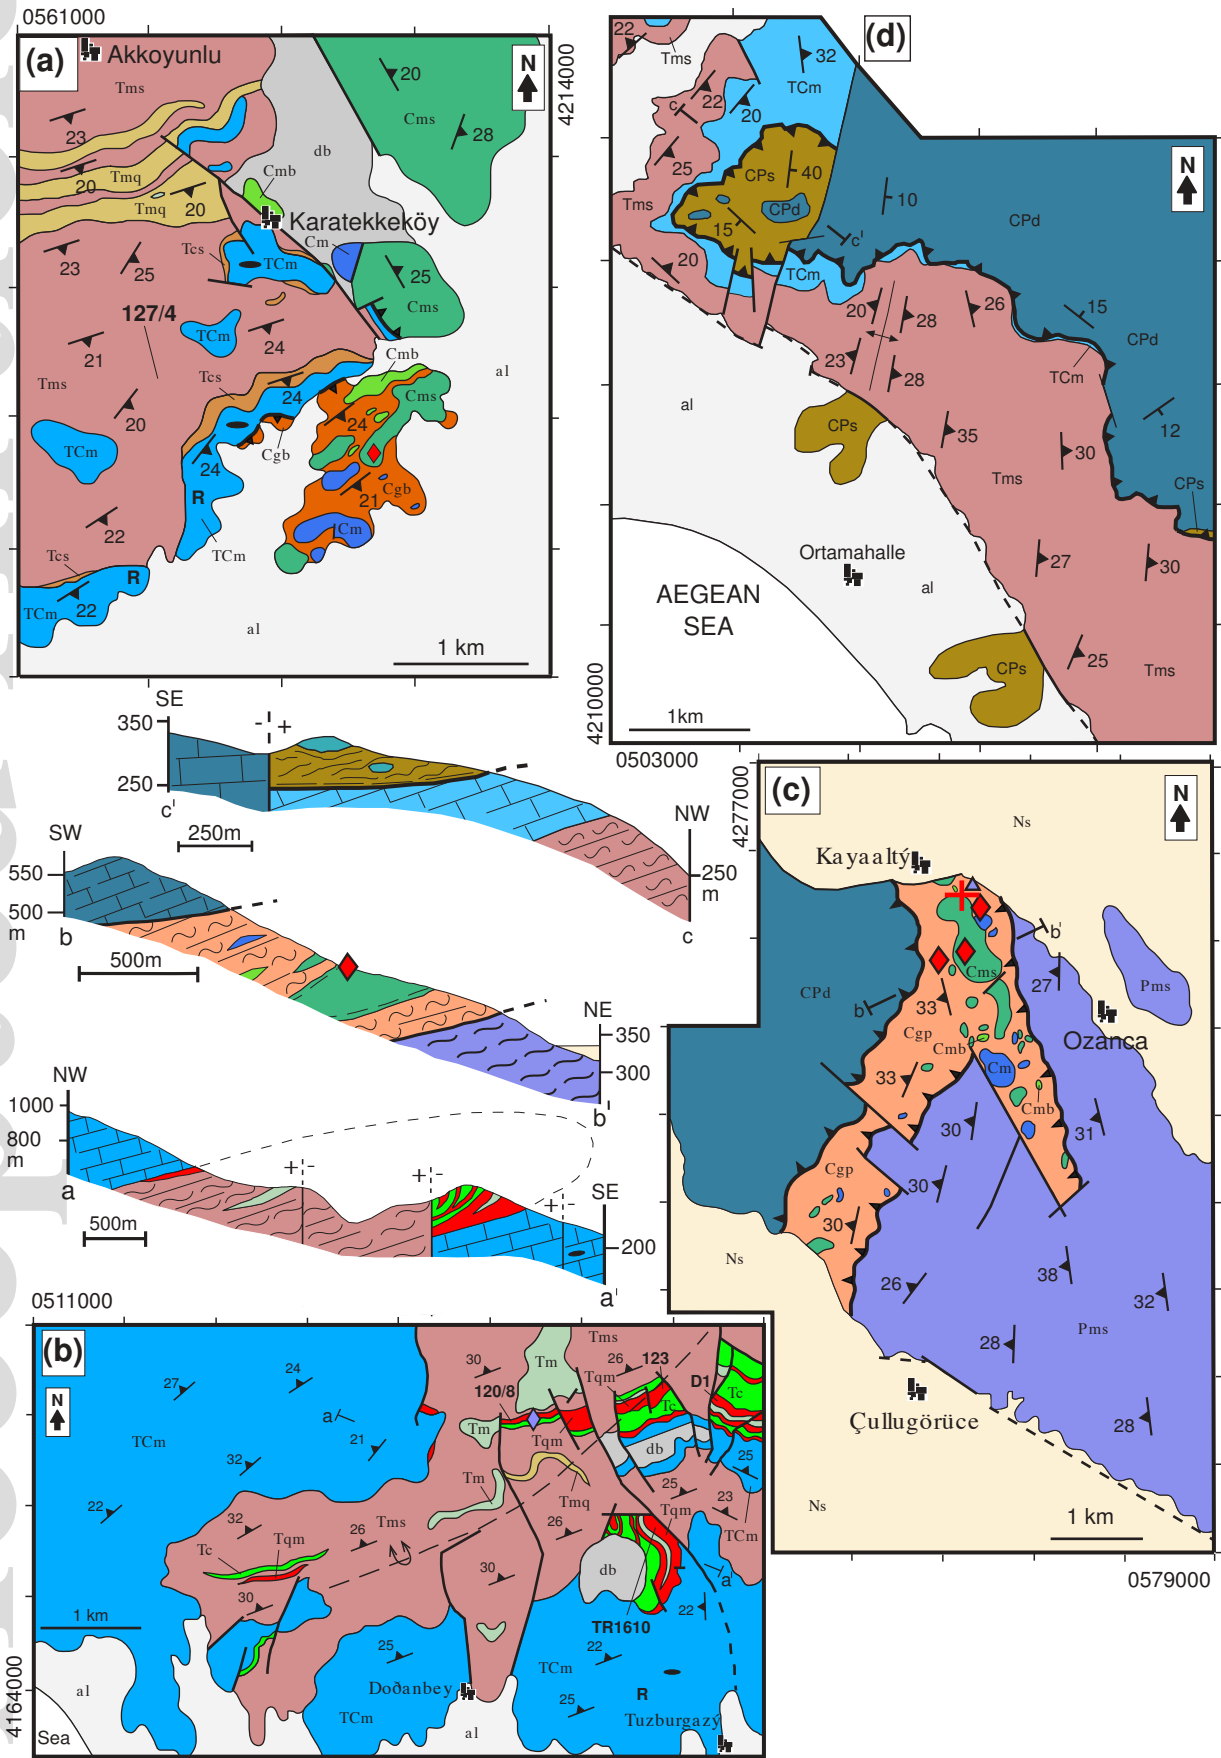 0561000
(a)
Akkoyunlu
Tms
N
4214000
20
Cms
28
23
20
Tmq
Tmq
20
db
Cmb
Karatekkeköy
Cm
Tcs
TCm
23
25
25
Cms
127/4
TCm
24
21
Cmb
al
Tms
Tcs
Cms
24
20
24
TCm
Cgb
24
21
Cgb
R
22
Cm
Tcs
TCm
R
TCm
22
al
1 km
(d)
22
Tms
32
TCm
c
22
20
N
25
CPs
40
10
CPd
Tms
CPd
15
c'
20
TCm
26
15
20
28
CPd
23
28
TCm
al
CPs
35
12
30
Tms
CPs
Ortamahalle
27
30
AEGEAN
SEA
al
CPs
25
Tms
1km
4210000
0503000
SE
350
- +
250
c'
250m
NW
250
m
c
SW
550
500
m
b
500m
NE
350
300
b'
NW
1000
800
m
a
500m
+ -
+ -
+ -
SE
200
a'
4277000
(c)
N
Ns
Kayaaltý
b'
Cms
27
Pms
CPd
b
33
Cgp
Cmb
Ozanca
Cm
33
Cmb
30
31
Cgp
30
30
Ns
38
26
32
28
Pms
Çullugörüce
28
Ns
1 km
0579000
0511000
(b)
N
27
24
30
Tm
Tms
26
123
Tqm
D1
Tc
120/8
Tc
a
Tm
TCm
21
Tqm
db
25
32
Tm
25
22
Tmq
Tqm
23
TCm
32
Tms
26
26
Tc
Tqm
30
db
a'
30
22
1 km
TR1610
25
22
TCm
al
Doðanbey
R
25
TCm
Tuzburgazý
al
Sea
4164000